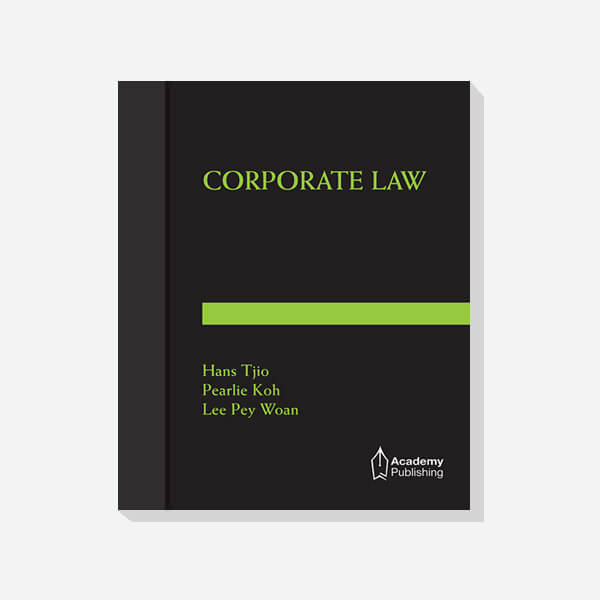 CORPORATE LAW
Hans Tjio
Pearlie Koh
Lee Pey Woan
Academy
Publishing